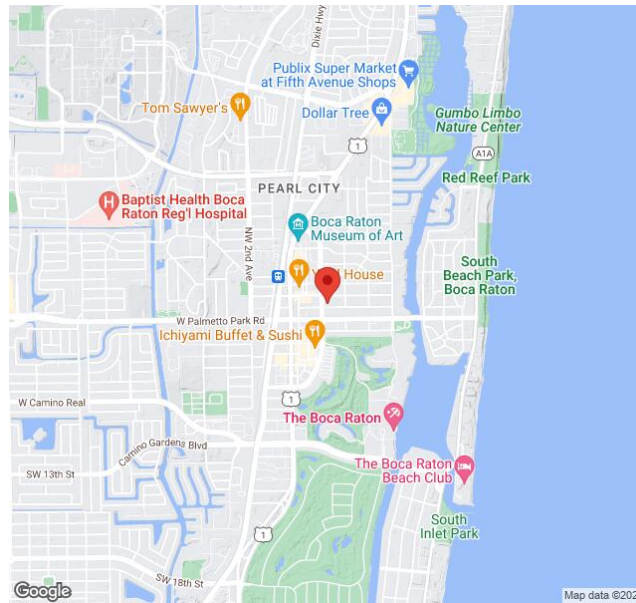 Dixie Hwy
Publix Super Market
at Fifth Avenue Shops
Tom Sawyer's
Dollar Tree
Gumbo Limbo
Nature Center
1
A1A
Red Reef Park
PEARL CITY
H
Baptist Health Boca
Raton Reg'l Hospital
NW 2nd Ave
Boca Raton
Museum of Art
South
Beach Park,
Boca Raton
House
W Palmetto Park Rd
Ichiyami Buffet & Sushi
W Camino Real
1
The Boca Raton
Camino Gardens Blvd
SW 13th St
The Boca Raton
Beach Club
South
Inlet Park
1
SW 18th St
Google
Map data ©202